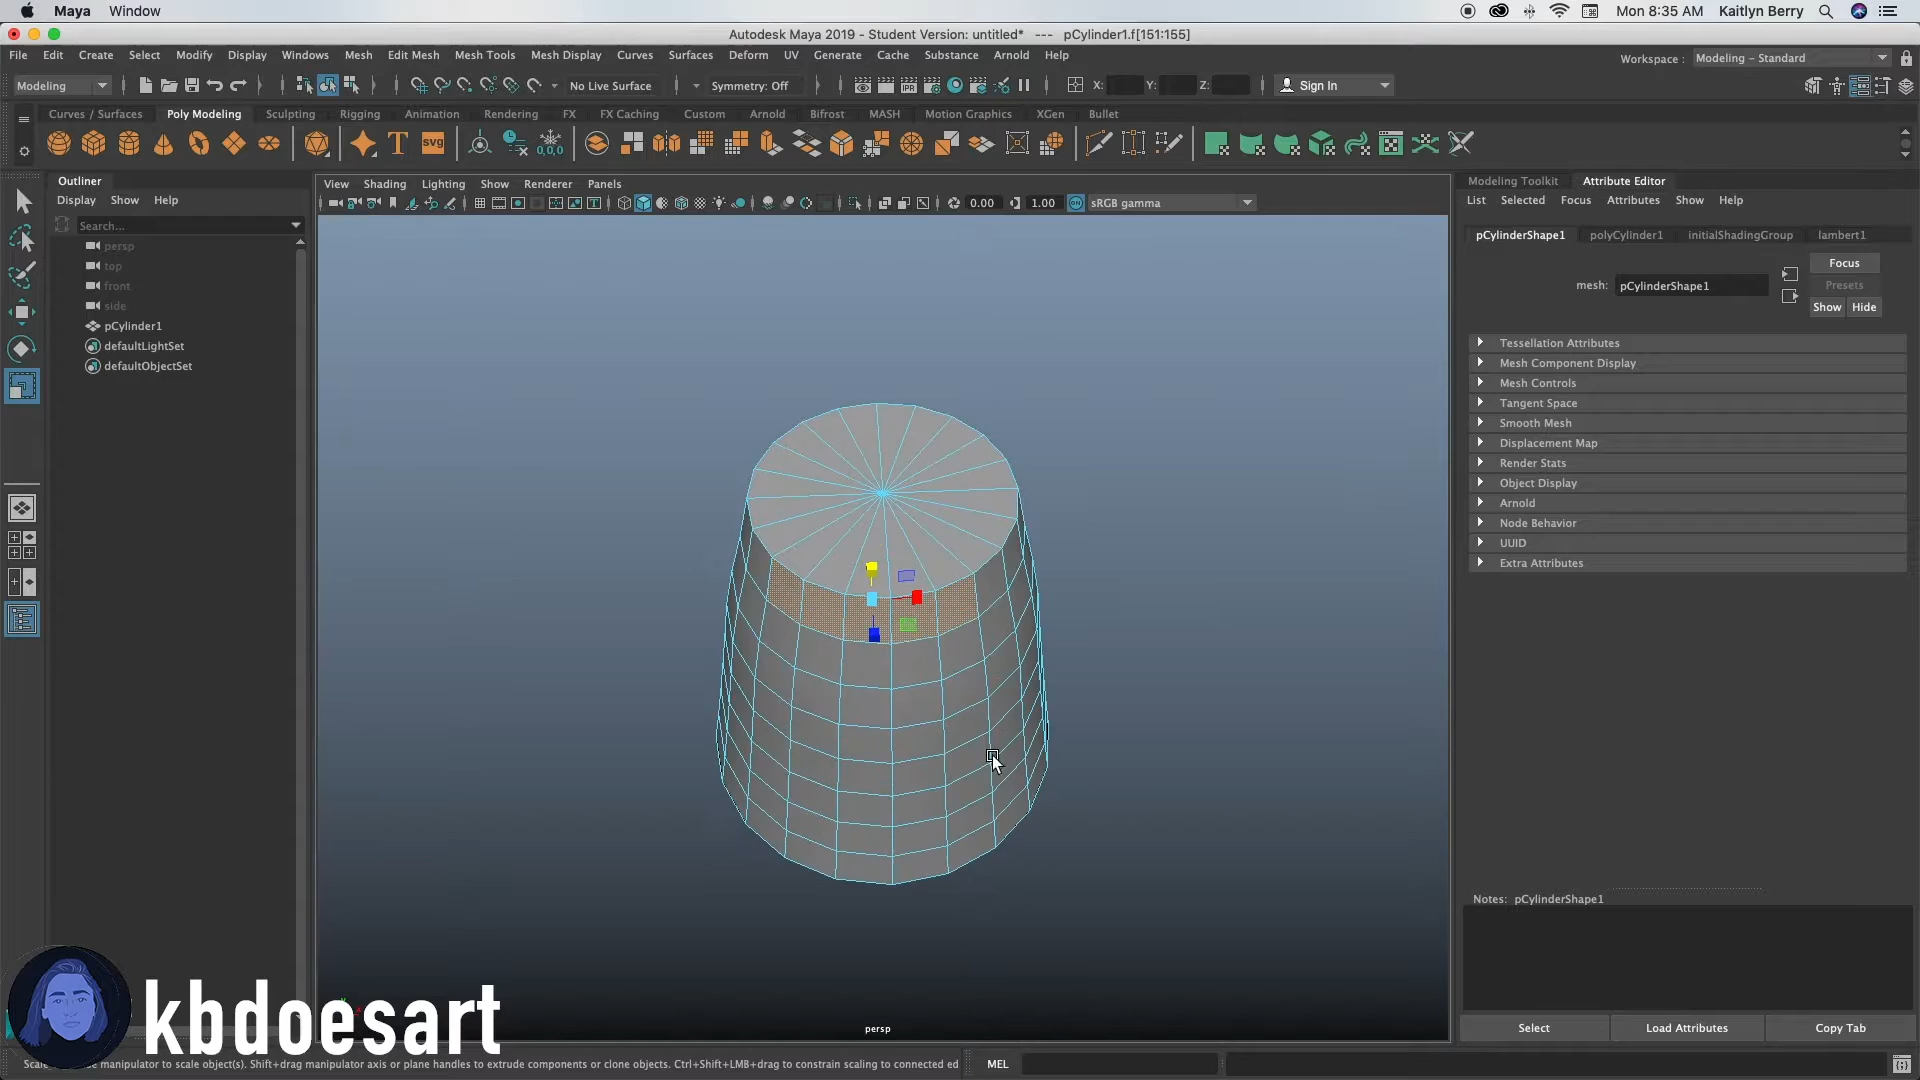 Maya Window Mon 8:35 AM Kaitlyn Berry
Autodesk Maya 2019 - Student Version: untitled* --- pCylinder1.f[151:155]
File Edit Create Select Modify Display Windows Mesh Edit Mesh Mesh Tools Mesh Display Curves Surfaces Deform UV Generate Cache Substance Arnold Help Workspace : Modeling - Standard
Modeling No Live Surface Symmetry: Off IPR X: Y: Z: Sign In
Curves / Surfaces Poly Modeling Sculpting Rigging Animation Rendering FX FX Caching Custom Arnold Bifrost MASH Motion Graphics XGen Bullet
T SVG 0,0,0
Outliner
Display Show Help
Search...
persp
top
front
side
pCylinder1
defaultLightSet
defaultObjectSet
View Shading Lighting Show Renderer Panels
0.00 1.00 ON sRGB gamma
persp
Modeling Toolkit Attribute Editor
List Selected Focus Attributes Show Help
pCylinderShape1 polyCylinder1 initialShadingGroup lambert1
mesh: pCylinderShape1
Focus
Presets
Show Hide
Tessellation Attributes
Mesh Component Display
Mesh Controls
Tangent Space
Smooth Mesh
Displacement Map
Render Stats
Object Display
Arnold
Node Behavior
UUID
Extra Attributes
Notes: pCylinderShape1
Select Load Attributes Copy Tab
kbdoesart
manipulator to scale object(s). Shift+drag manipulator axis or plane handles to extrude components or clone objects. Ctrl+Shift+LMB+drag to constrain scaling to connected ed MEL